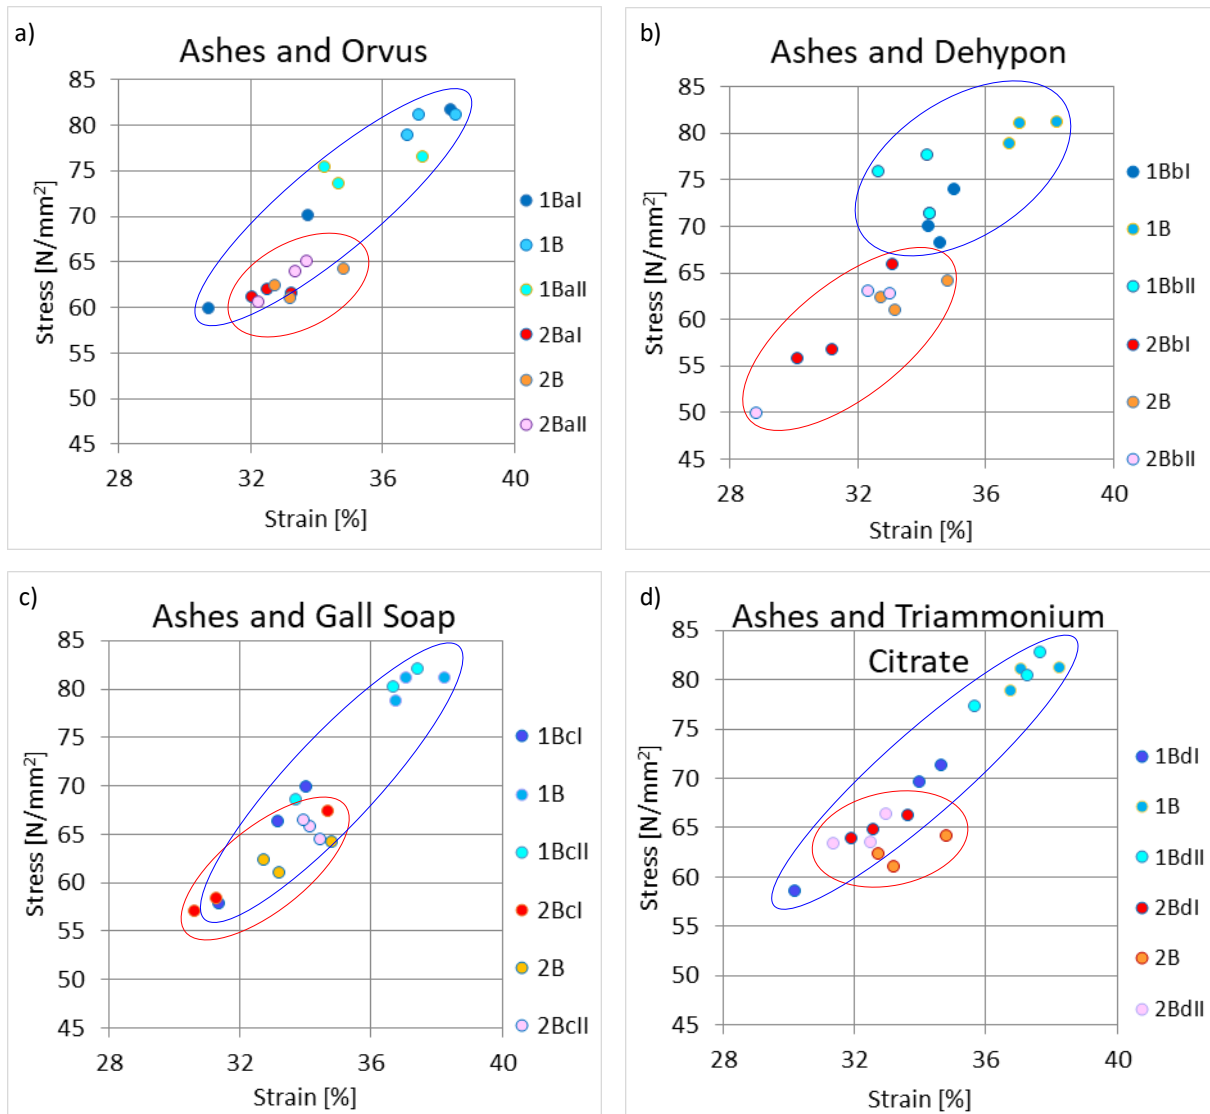 a)
Ashes and Orvus
Stress [N/mm²]
85
80
75
70
65
60
55
50
45
28
32
36
40
Strain [%]
1BaI
1B
1BaII
2BaI
2B
2BaII
b)
Ashes and Dehypon
Stress [N/mm²]
85
80
75
70
65
60
55
50
45
28
32
36
40
Strain [%]
1BbI
1B
1BbII
2BbI
2B
2BbII
c)
Ashes and Gall Soap
Stress [N/mm²]
85
80
75
70
65
60
55
50
45
28
32
36
40
Strain [%]
1BcI
1B
1BcII
2BcI
2B
2BcII
d)
Ashes and Triammonium
Citrate
Stress [N/mm²]
85
80
75
70
65
60
55
50
45
28
32
36
40
Strain [%]
1BdI
1B
1BdII
2BdI
2B
2BdII